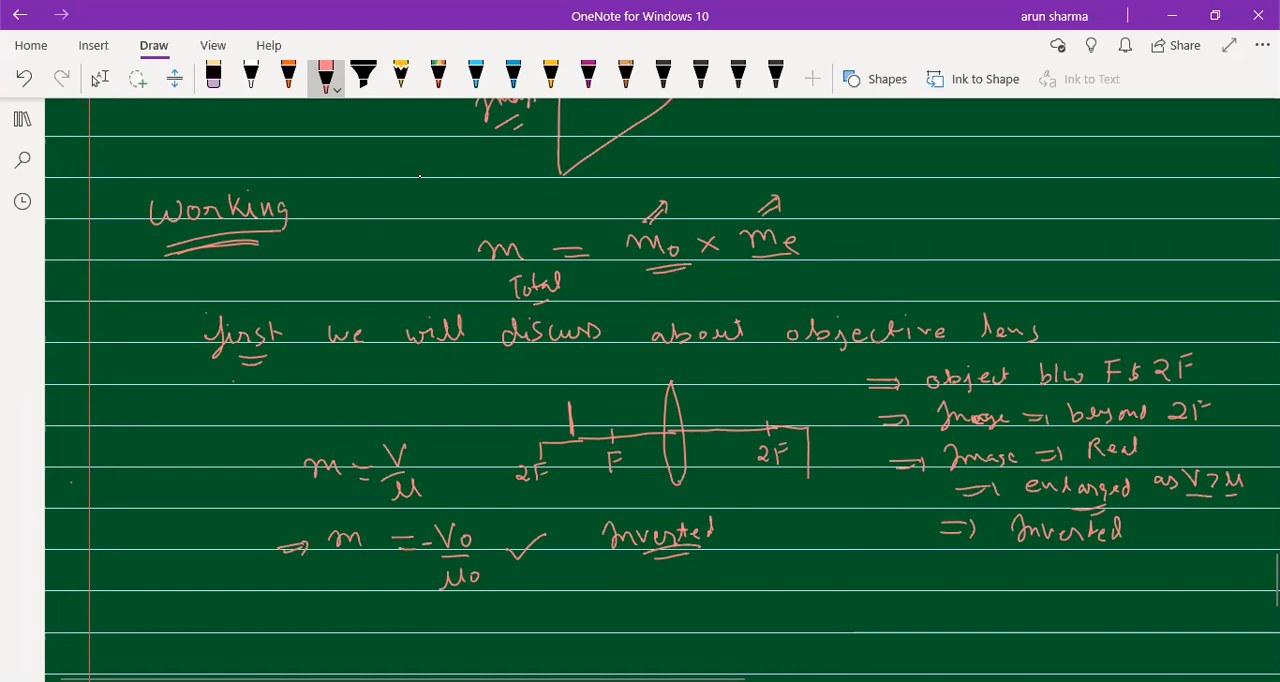 OneNote for Windows 10
arun sharma
Home Insert Draw View Help
Share
Shapes
Ink to Shape
Ink to Text
Image
Working
m = mo × me
Total
first we will discuss about objective lens
⇒ object b/w F & 2F
⇒ Image ⇒ beyond 2F
⇒ Image ⇒ Real
⇒ enlarged as V > u
⇒ Inverted
2F F 2F
m = V/u
⇒ m = -Vo/uo ✓ Inverted